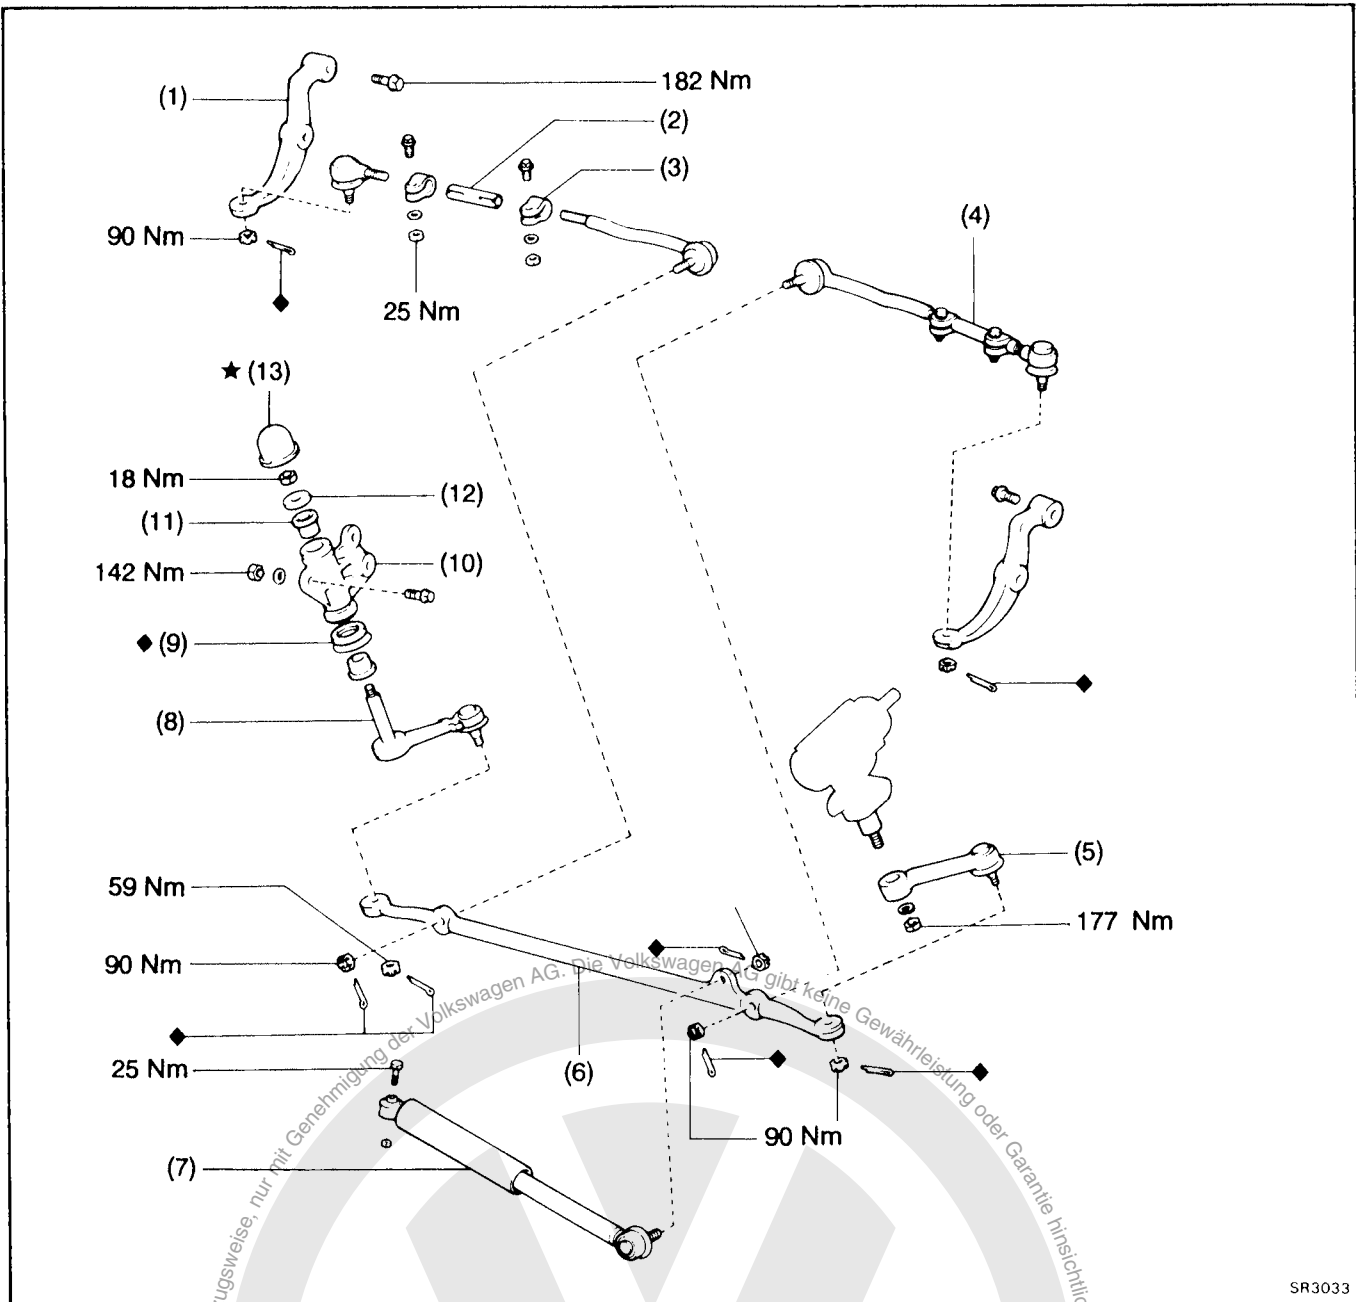 (1)
182 Nm
(2)
(3)
(4)
90 Nm
25 Nm
★ (13)
18 Nm
(12)
(11)
(10)
142 Nm
◆ (9)
(8)
(5)
177 Nm
59 Nm
90 Nm
25 Nm
(6)
90 Nm
(7)
SR3033
rugsweise, nur mit Genehmigung der Volkswagen AG. Die Volkswagen AG gibt keine Gewährleistung oder Garantie hinsichtlic